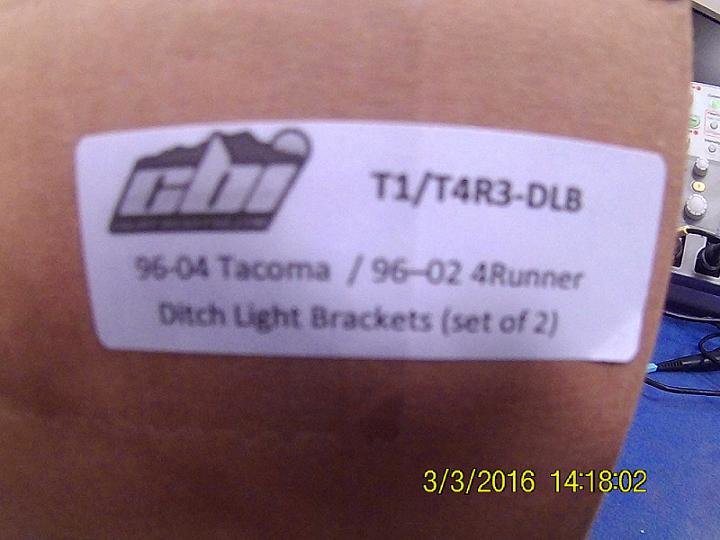 cbi
T1/T4R3-DLB
96-04 Tacoma / 96–02 4Runner
Ditch Light Brackets (set of 2)
3/3/2016 14:18:02